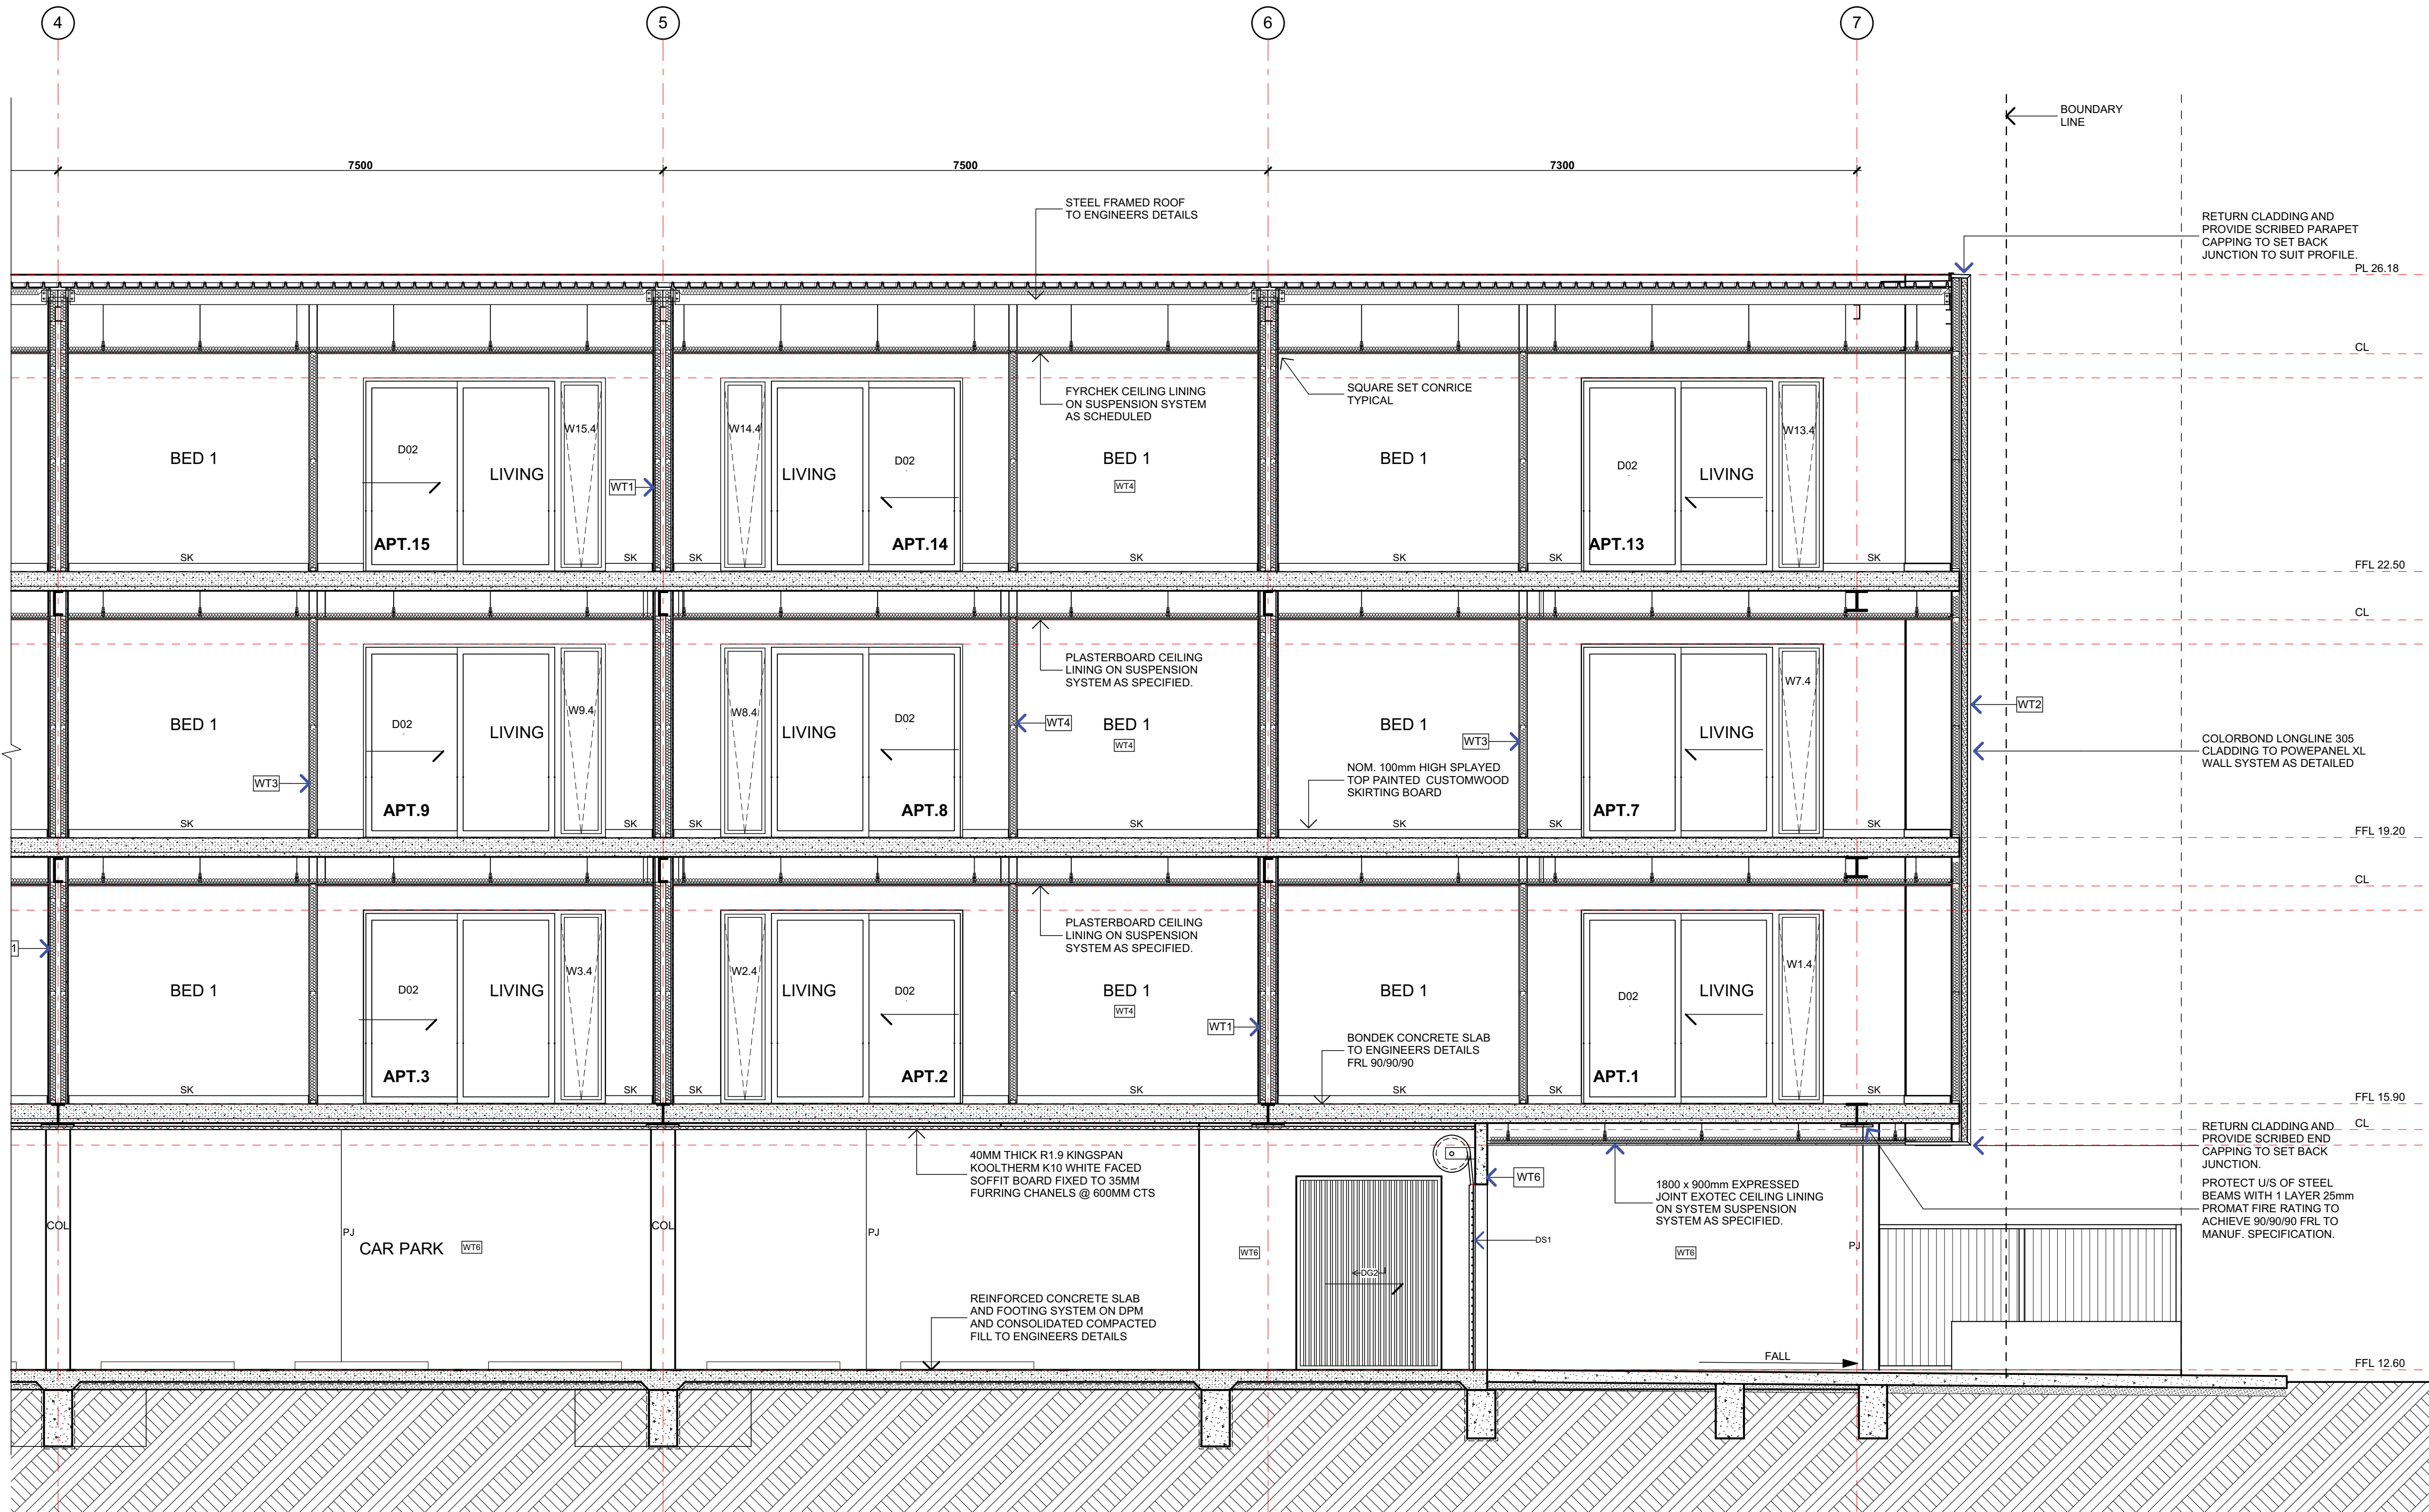 4
5
6
7
BOUNDARY
LINE
7500
7500
7300
STEEL FRAMED ROOF
TO ENGINEERS DETAILS
RETURN CLADDING AND
PROVIDE SCRIBED PARAPET
CAPPING TO SET BACK
JUNCTION TO SUIT PROFILE.
PL 26.18
CL
FYRCHEK CEILING LINING
ON SUSPENSION SYSTEM
AS SCHEDULED
SQUARE SET CONRICE
TYPICAL
BED 1
D02
LIVING
W15.4
WT1
W14.4
LIVING
D02
BED 1
WT4
BED 1
D02
LIVING
W13.4
APT.15
APT.14
APT.13
SK
SK
SK
SK
SK
SK
SK
FFL 22.50
CL
PLASTERBOARD CEILING
LINING ON SUSPENSION
SYSTEM AS SPECIFIED.
BED 1
D02
LIVING
W9.4
W8.4
LIVING
D02
WT4
BED 1
WT4
BED 1
WT3
LIVING
W7.4
WT2
WT3
NOM. 100mm HIGH SPLAYED
TOP PAINTED CUSTOMWOOD
SKIRTING BOARD
COLORBOND LONGLINE 305
CLADDING TO POWEPANEL XL
WALL SYSTEM AS DETAILED
APT.9
APT.8
APT.7
SK
SK
SK
SK
SK
SK
SK
FFL 19.20
CL
PLASTERBOARD CEILING
LINING ON SUSPENSION
SYSTEM AS SPECIFIED.
1
BED 1
D02
LIVING
W3.4
W2.4
LIVING
D02
BED 1
WT4
WT1
BED 1
D02
LIVING
W1.4
BONDEK CONCRETE SLAB
TO ENGINEERS DETAILS
FRL 90/90/90
APT.3
APT.2
APT.1
SK
SK
SK
SK
SK
SK
SK
FFL 15.90
CL
RETURN CLADDING AND
PROVIDE SCRIBED END
CAPPING TO SET BACK
JUNCTION.
40MM THICK R1.9 KINGSPAN
KOOLTHERM K10 WHITE FACED
SOFFIT BOARD FIXED TO 35MM
FURRING CHANELS @ 600MM CTS
WT6
1800 x 900mm EXPRESSED
JOINT EXOTEC CEILING LINING
ON SYSTEM SUSPENSION
SYSTEM AS SPECIFIED.
PROTECT U/S OF STEEL
BEAMS WITH 1 LAYER 25mm
PROMAT FIRE RATING TO
ACHIEVE 90/90/90 FRL TO
MANUF. SPECIFICATION.
COL
PJ
CAR PARK
WT6
COL
PJ
WT6
DS1
WT6
PJ
DG2
REINFORCED CONCRETE SLAB
AND FOOTING SYSTEM ON DPM
AND CONSOLIDATED COMPACTED
FILL TO ENGINEERS DETAILS
FALL
FFL 12.60